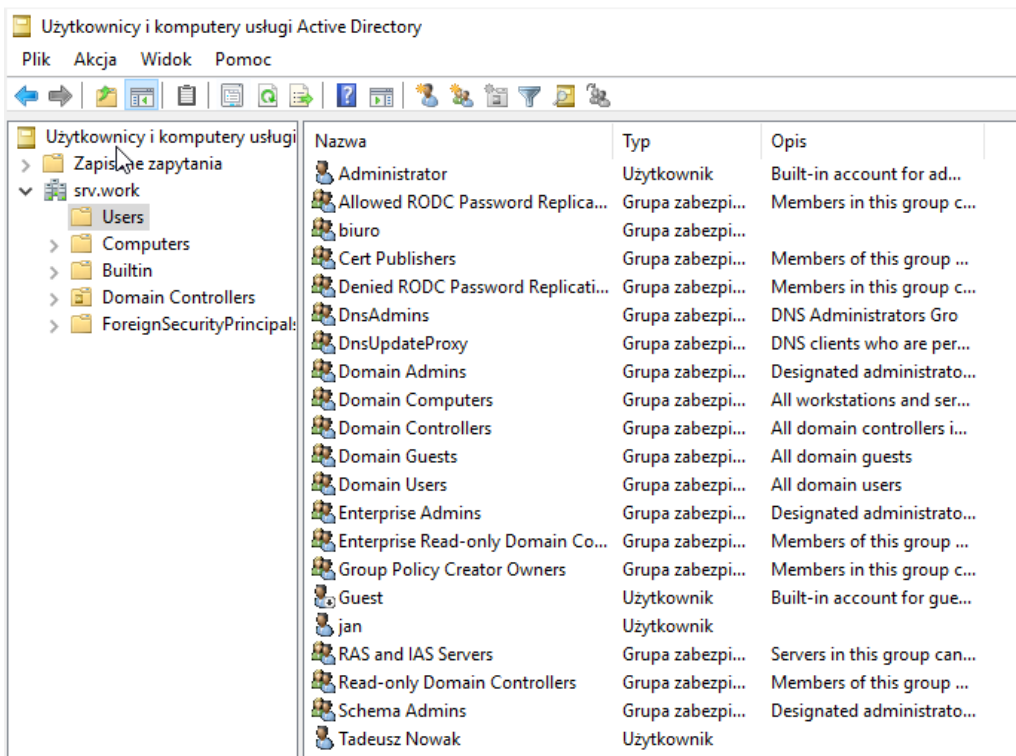 Użytkownicy i komputery usługi Active Directory
Plik Akcja Widok Pomoc
Użytkownicy i komputery usługi
zapytania
srv.work
Users
Computers
Builtin
Domain Controllers
ForeignSecurityPrincipals
Nazwa Typ Opis
Administrator Użytkownik Built-in account for ad...
Allowed RODC Password Replica... Grupa zabezpi... Members in this group c...
biuro Grupa zabezpi...
Cert Publishers Grupa zabezpi... Members of this group ...
Denied RODC Password Replicati... Grupa zabezpi... Members in this group c...
DnsAdmins Grupa zabezpi... DNS Administrators Gro
DnsUpdateProxy Grupa zabezpi... DNS clients who are per...
Domain Admins Grupa zabezpi... Designated administrato...
Domain Computers Grupa zabezpi... All workstations and ser...
Domain Controllers Grupa zabezpi... All domain controllers i...
Domain Guests Grupa zabezpi... All domain guests
Domain Users Grupa zabezpi... All domain users
Enterprise Admins Grupa zabezpi... Designated administrato...
Enterprise Read-only Domain Co... Grupa zabezpi... Members of this group ...
Group Policy Creator Owners Grupa zabezpi... Members in this group c...
Guest Użytkownik Built-in account for gue...
jan Użytkownik
RAS and IAS Servers Grupa zabezpi... Servers in this group can...
Read-only Domain Controllers Grupa zabezpi... Members of this group ...
Schema Admins Grupa zabezpi... Designated administrato...
Tadeusz Nowak Użytkownik